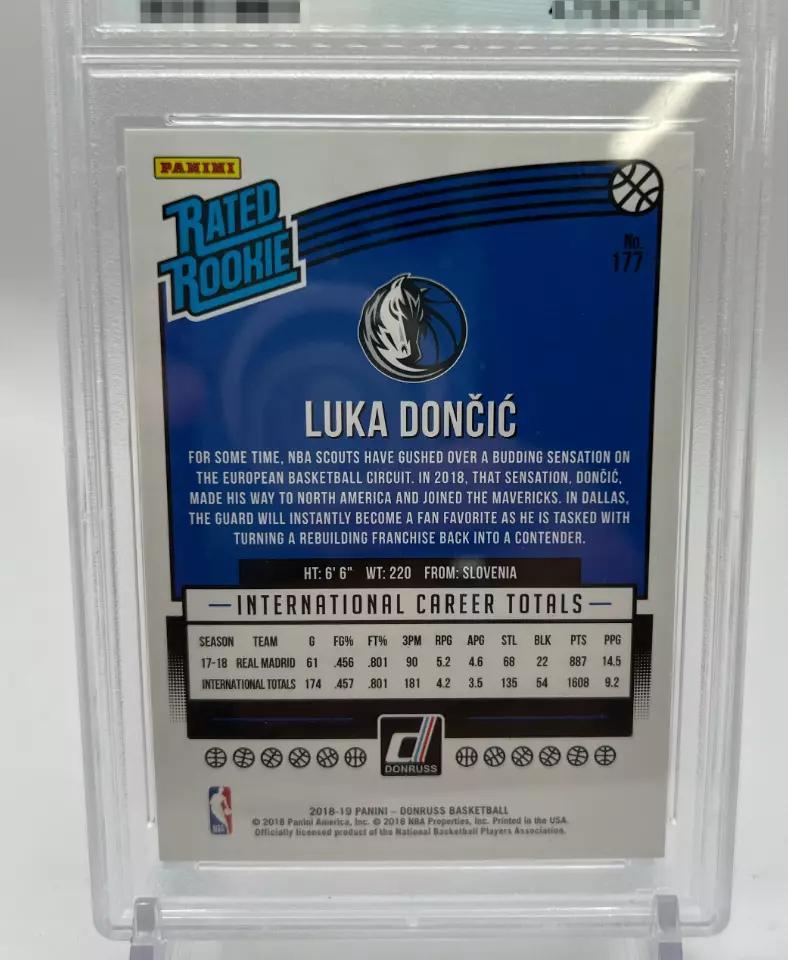 PANINI
RATED
ROOKIE
No.
177
LUKA DONČIĆ
FOR SOME TIME, NBA SCOUTS HAVE GUSHED OVER A BUDDING SENSATION ON
THE EUROPEAN BASKETBALL CIRCUIT. IN 2018, THAT SENSATION, DONČIĆ,
MADE HIS WAY TO NORTH AMERICA AND JOINED THE MAVERICKS. IN DALLAS,
THE GUARD WILL INSTANTLY BECOME A FAN FAVORITE AS HE IS TASKED WITH
TURNING A REBUILDING FRANCHISE BACK INTO A CONTENDER.
HT: 6' 6" WT: 220 FROM: SLOVENIA
INTERNATIONAL CAREER TOTALS
SEASON TEAM G FG% FT% 3PM RPG APG STL BLK PTS PPG
17-18 REAL MADRID 61 .456 .801 90 5.2 4.6 68 22 887 14.5
INTERNATIONAL TOTALS 174 .457 .801 181 4.2 3.5 135 54 1608 9.2
d
DONRUSS
NBA
2018-19 PANINI – DONRUSS BASKETBALL
© 2018 Panini America, Inc. © 2018 NBA Properties, Inc. Printed in the USA.
Officially licensed product of the National Basketball Players Association.